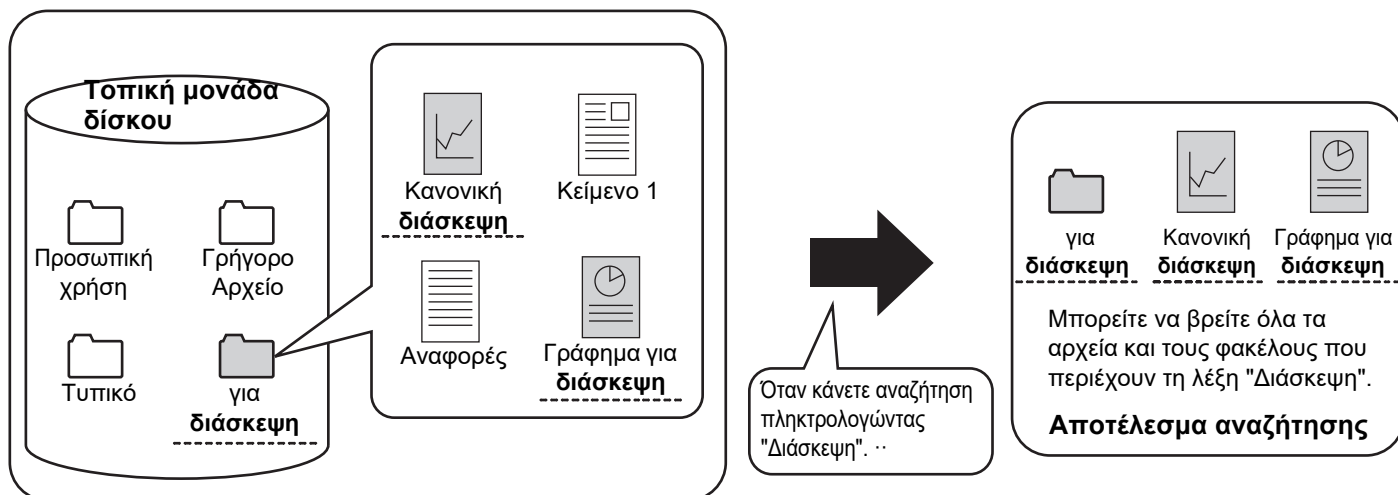 Τοπική μονάδα
δίσκου
Προσωπική
χρήση
Γρήγορο
Αρχείο
Τυπικό
για
διάσκεψη
Κανονική
διάσκεψη
Κείμενο 1
Αναφορές
Γράφημα για
διάσκεψη
Όταν κάνετε αναζήτηση
πληκτρολογώντας
"Διάσκεψη". ··
για
διάσκεψη
Κανονική
διάσκεψη
Γράφημα για
διάσκεψη
Μπορείτε να βρείτε όλα τα
αρχεία και τους φακέλους που
περιέχουν τη λέξη "Διάσκεψη".
Αποτέλεσμα αναζήτησης